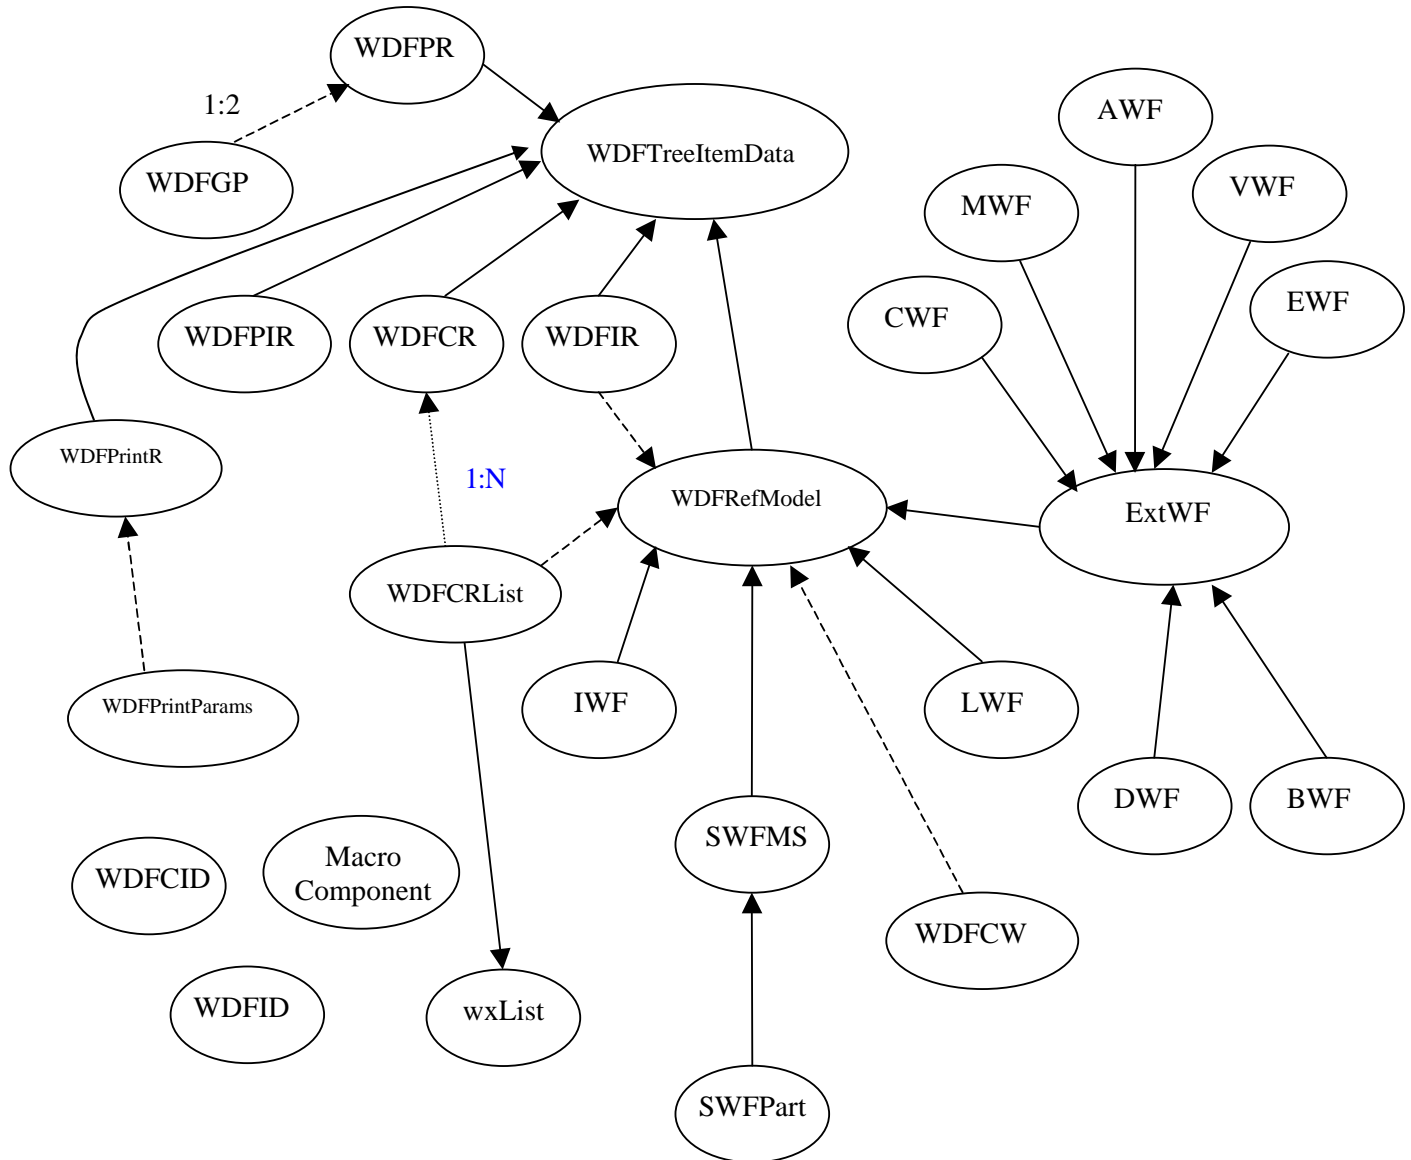 WDFPR
1:2
AWF
WDFTreeItemData
WDFGP
VWF
MWF
EWF
CWF
WDFPIR
WDFCR
WDFIR
WDFPrintR
1:N
WDFRefModel
ExtWF
WDFCRList
IWF
LWF
WDFPrintParams
DWF
BWF
SWFMS
Macro
Component
WDFCID
WDFCW
WDFID
wxList
SWFPart